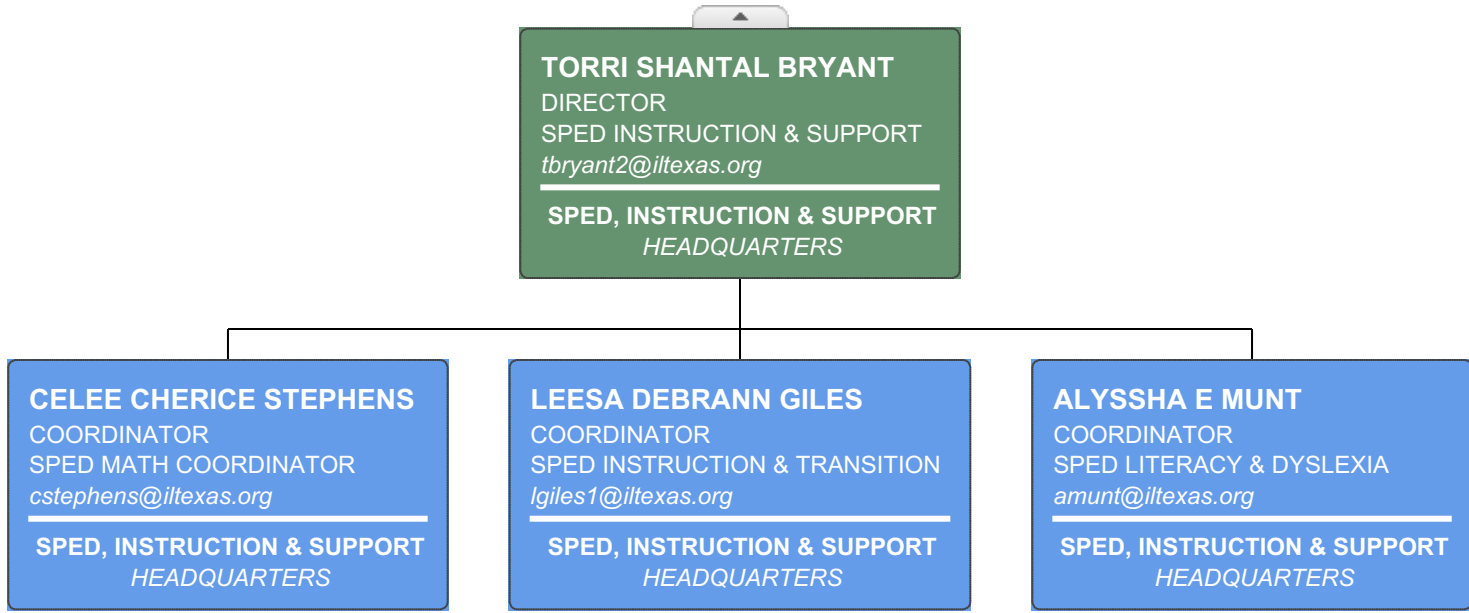 TORRI SHANTAL BRYANT
DIRECTOR
SPED INSTRUCTION & SUPPORT
tbryant2@iltexas.org
SPED, INSTRUCTION & SUPPORT
HEADQUARTERS
CELEE CHERICE STEPHENS
COORDINATOR
SPED MATH COORDINATOR
cstephens@iltexas.org
SPED, INSTRUCTION & SUPPORT
HEADQUARTERS
LEESA DEBRANN GILES
COORDINATOR
SPED INSTRUCTION & TRANSITION
lgiles1@iltexas.org
SPED, INSTRUCTION & SUPPORT
HEADQUARTERS
ALYSSHA E MUNT
COORDINATOR
SPED LITERACY & DYSLEXIA
amunt@iltexas.org
SPED, INSTRUCTION & SUPPORT
HEADQUARTERS